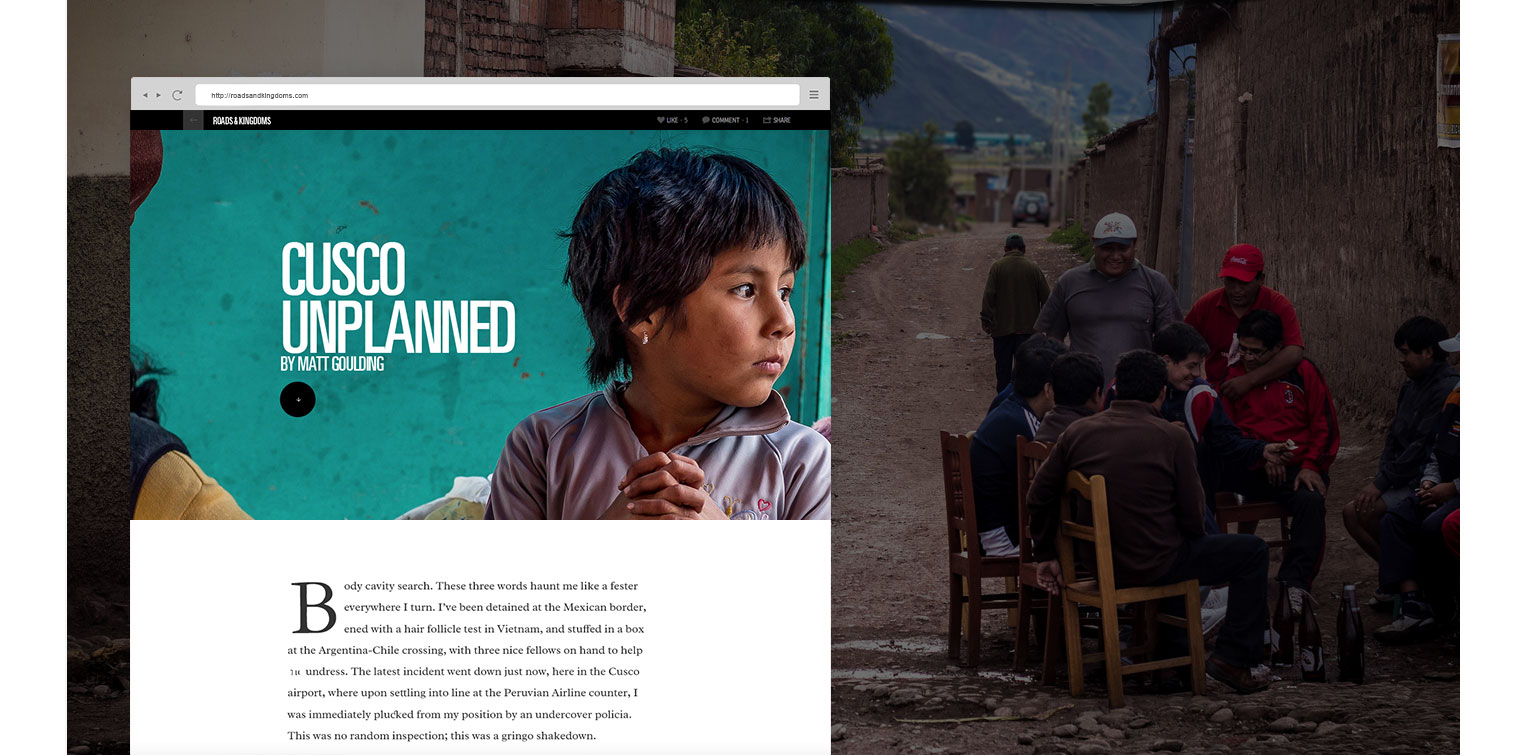 http://roadsandkingdoms.com
ROADS & KINGDOMS
LIKE · 5
COMMENT · 1
SHARE
CUSCO
UNPLANNED
BY MATT GOULDING
Body cavity search. These three words haunt me like a fester
everywhere I turn. I've been detained at the Mexican border,
ened with a hair follicle test in Vietnam, and stuffed in a box
at the Argentina-Chile crossing, with three nice fellows on hand to help
undress. The latest incident went down just now, here in the Cusco
airport, where upon settling into line at the Peruvian Airline counter, I
was immediately plucked from my position by an undercover policia.
This was no random inspection; this was a gringo shakedown.